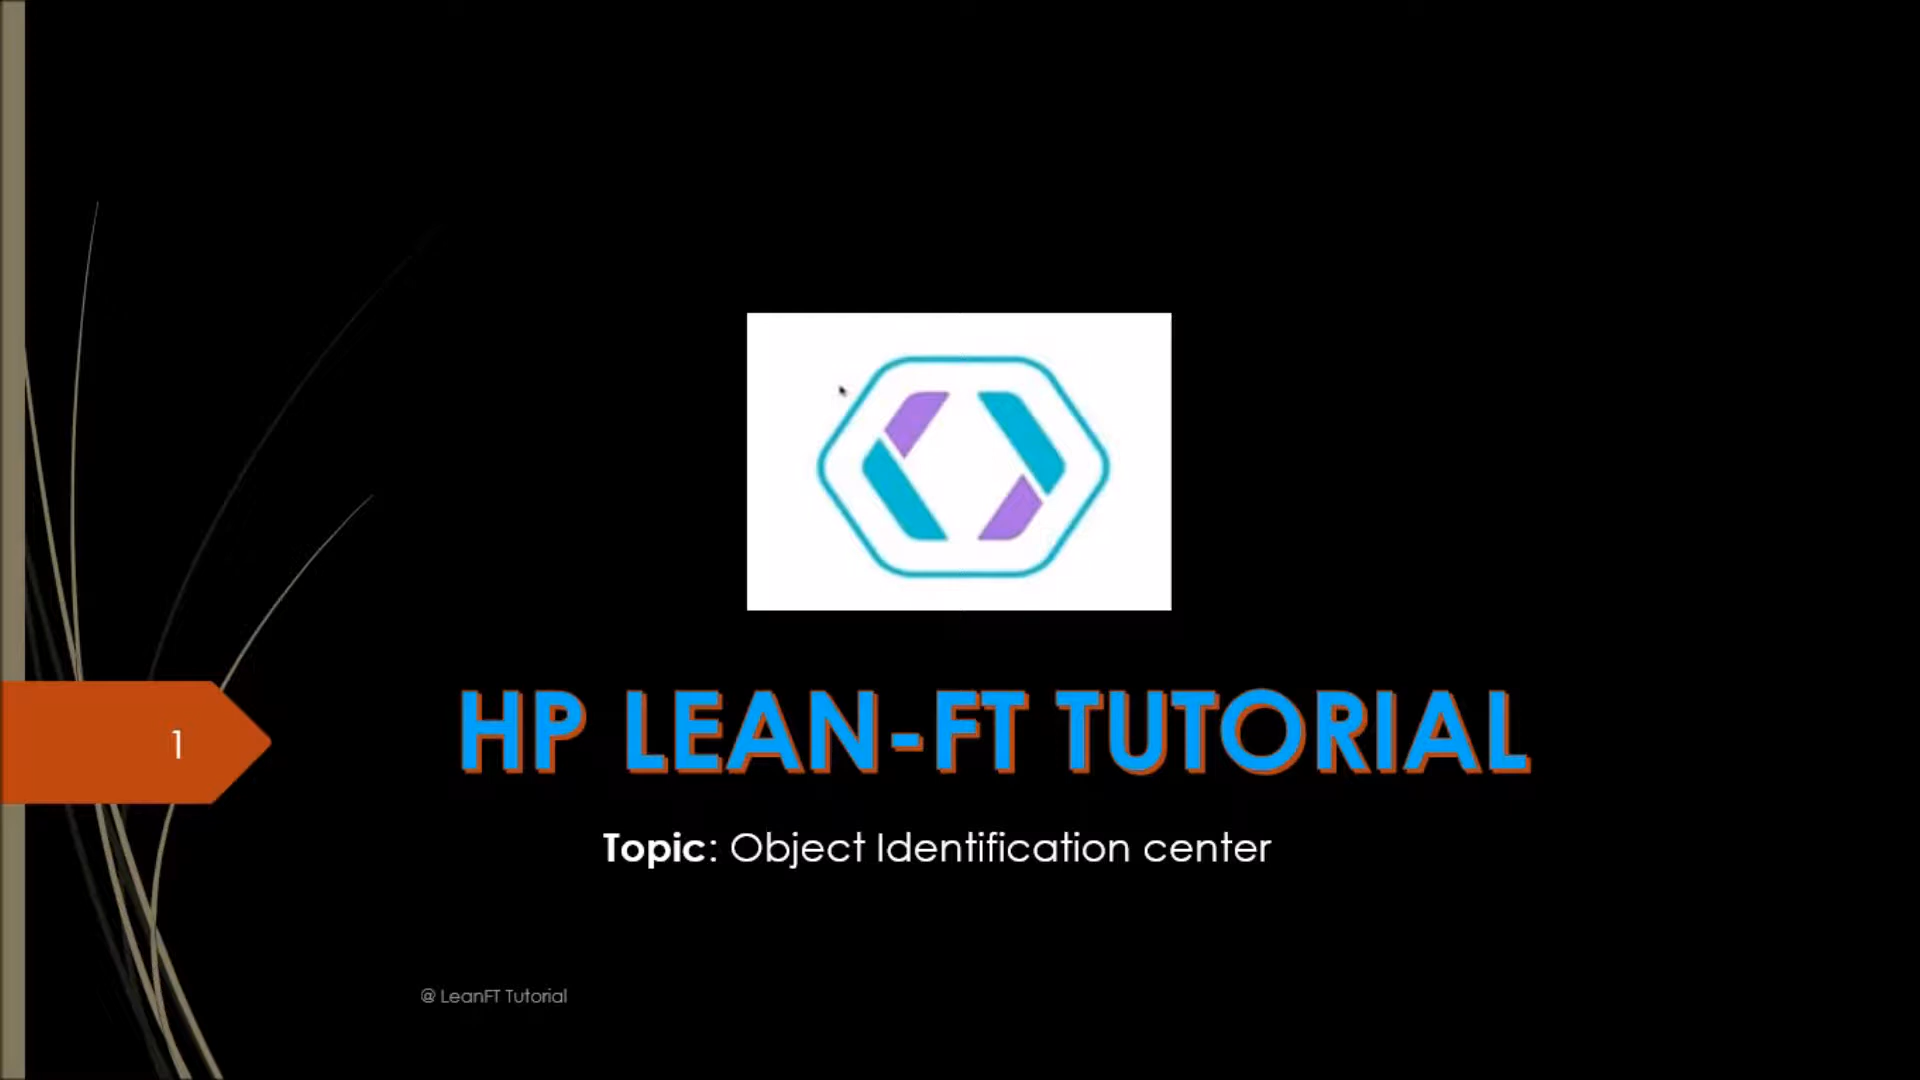 HP LEAN-FT TUTORIAL
1
Topic: Object Identification center
@ LeanFT Tutorial